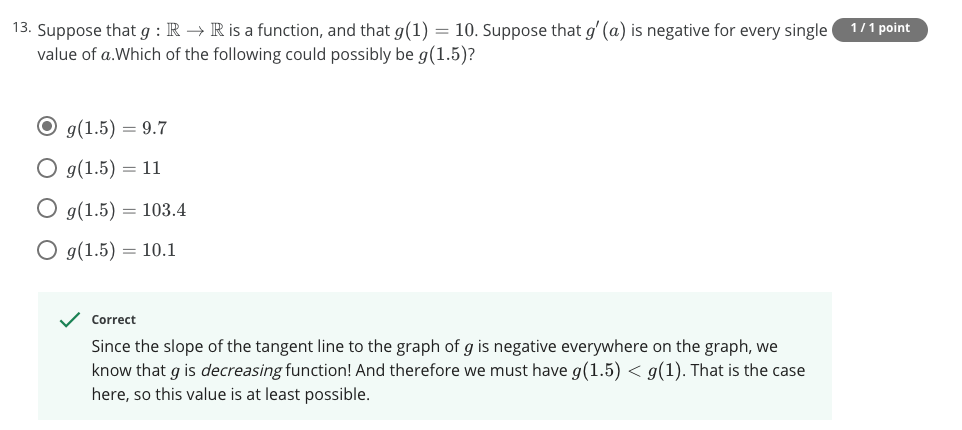 13. Suppose that g : ℝ → ℝ is a function, and that g(1) = 10. Suppose that g′(a) is negative for every single 1 / 1 point
value of a.Which of the following could possibly be g(1.5)?
g(1.5) = 9.7
g(1.5) = 11
g(1.5) = 103.4
g(1.5) = 10.1
Correct
Since the slope of the tangent line to the graph of g is negative everywhere on the graph, we
know that g is decreasing function! And therefore we must have g(1.5) < g(1). That is the case
here, so this value is at least possible.